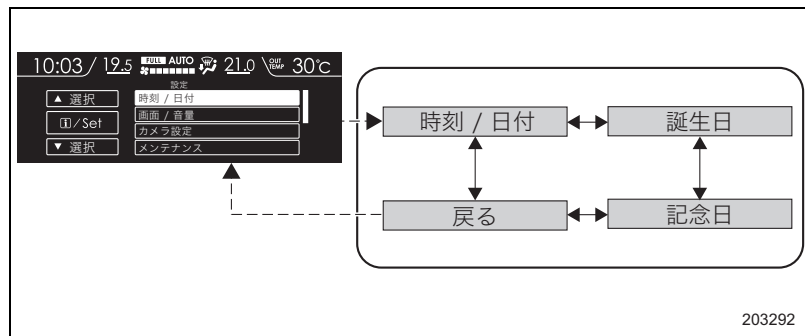 10:03 / 19.5 FULL AUTO 21.0 OUT TEMP 30℃
設定
▲ 選択
時刻 / 日付
i/Set
画面 / 音量
カメラ設定
▼ 選択
メンテナンス
時刻 / 日付
誕生日
戻る
記念日
203292